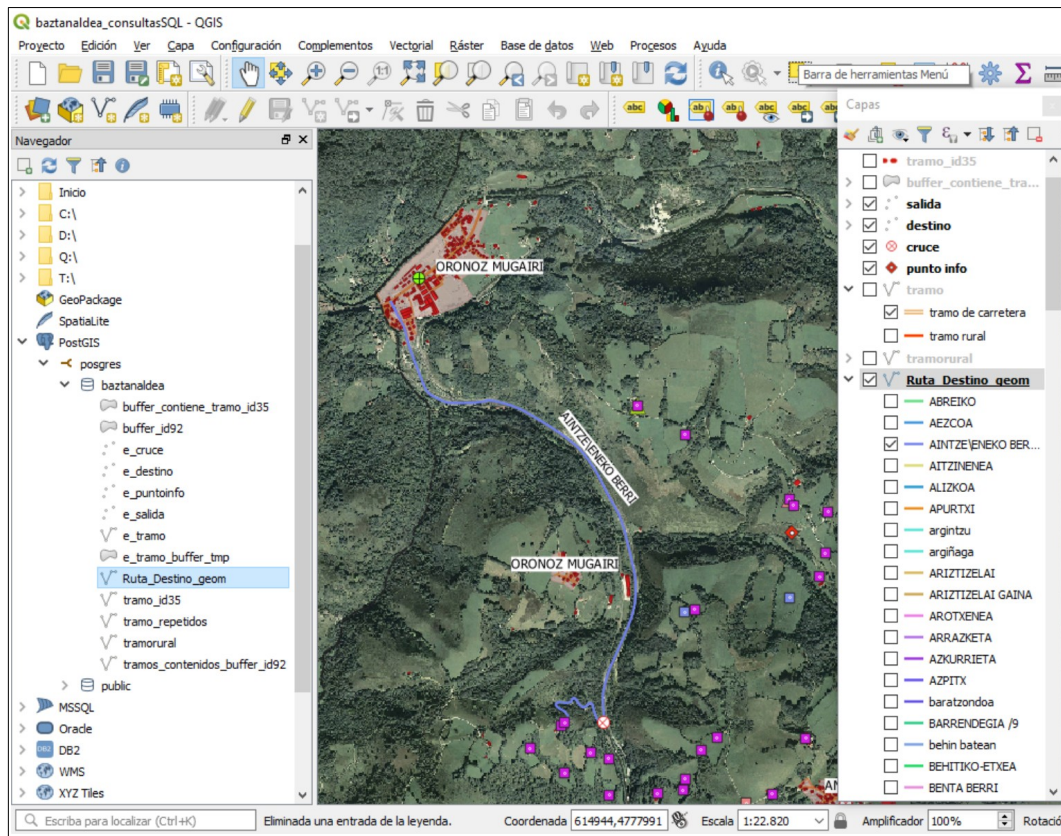 baztanaldea_consultasSQL - QGIS
Proyecto Edición Ver Capa Configuración Complementos Vectorial Ráster Base de datos Web Procesos Ayuda
Barra de herramientas Menú
Navegador
Inicio
C:\
D:\
Q:\
T:\
GeoPackage
SpatiaLite
PostGIS
posgres
baztanaldea
buffer_contiene_tramo_id35
buffer_id92
e_cruce
e_destino
e_puntoinfo
e_salida
e_tramo
e_tramo_buffer_tmp
Ruta_Destino_geom
tramo_id35
tramo_repetidos
tramorural
tramos_contenidos_buffer_id92
public
MSSQL
Oracle
DB2
WMS
XYZ Tiles
ORONOZ MUGAIRI
AINTZE\ENEKO BERRI
ORONOZ MUGAIRI
AN
Capas
tramo_id35
buffer_contiene_tra...
salida
destino
cruce
punto info
tramo
tramo de carretera
tramo rural
tramorural
Ruta_Destino_geom
ABREIKO
AEZCOA
AINTZE\ENEKO BER...
AITZINENEA
ALIZKOA
APURTXI
argintzu
argiñaga
ARIZTIZELAI
ARIZTIZELAI GAINA
AROTXENEA
ARRAZKETA
AZKURRIETA
AZPITX
baratzondoa
BARRENDEGIA /9
behin batean
BEHITIKO-ETXEA
BENTA BERRI
Escriba para localizar (Ctrl+K) Eliminada una entrada de la leyenda. Coordenada 614944,4777991 Escala 1:22.820 Amplificador 100% Rotació